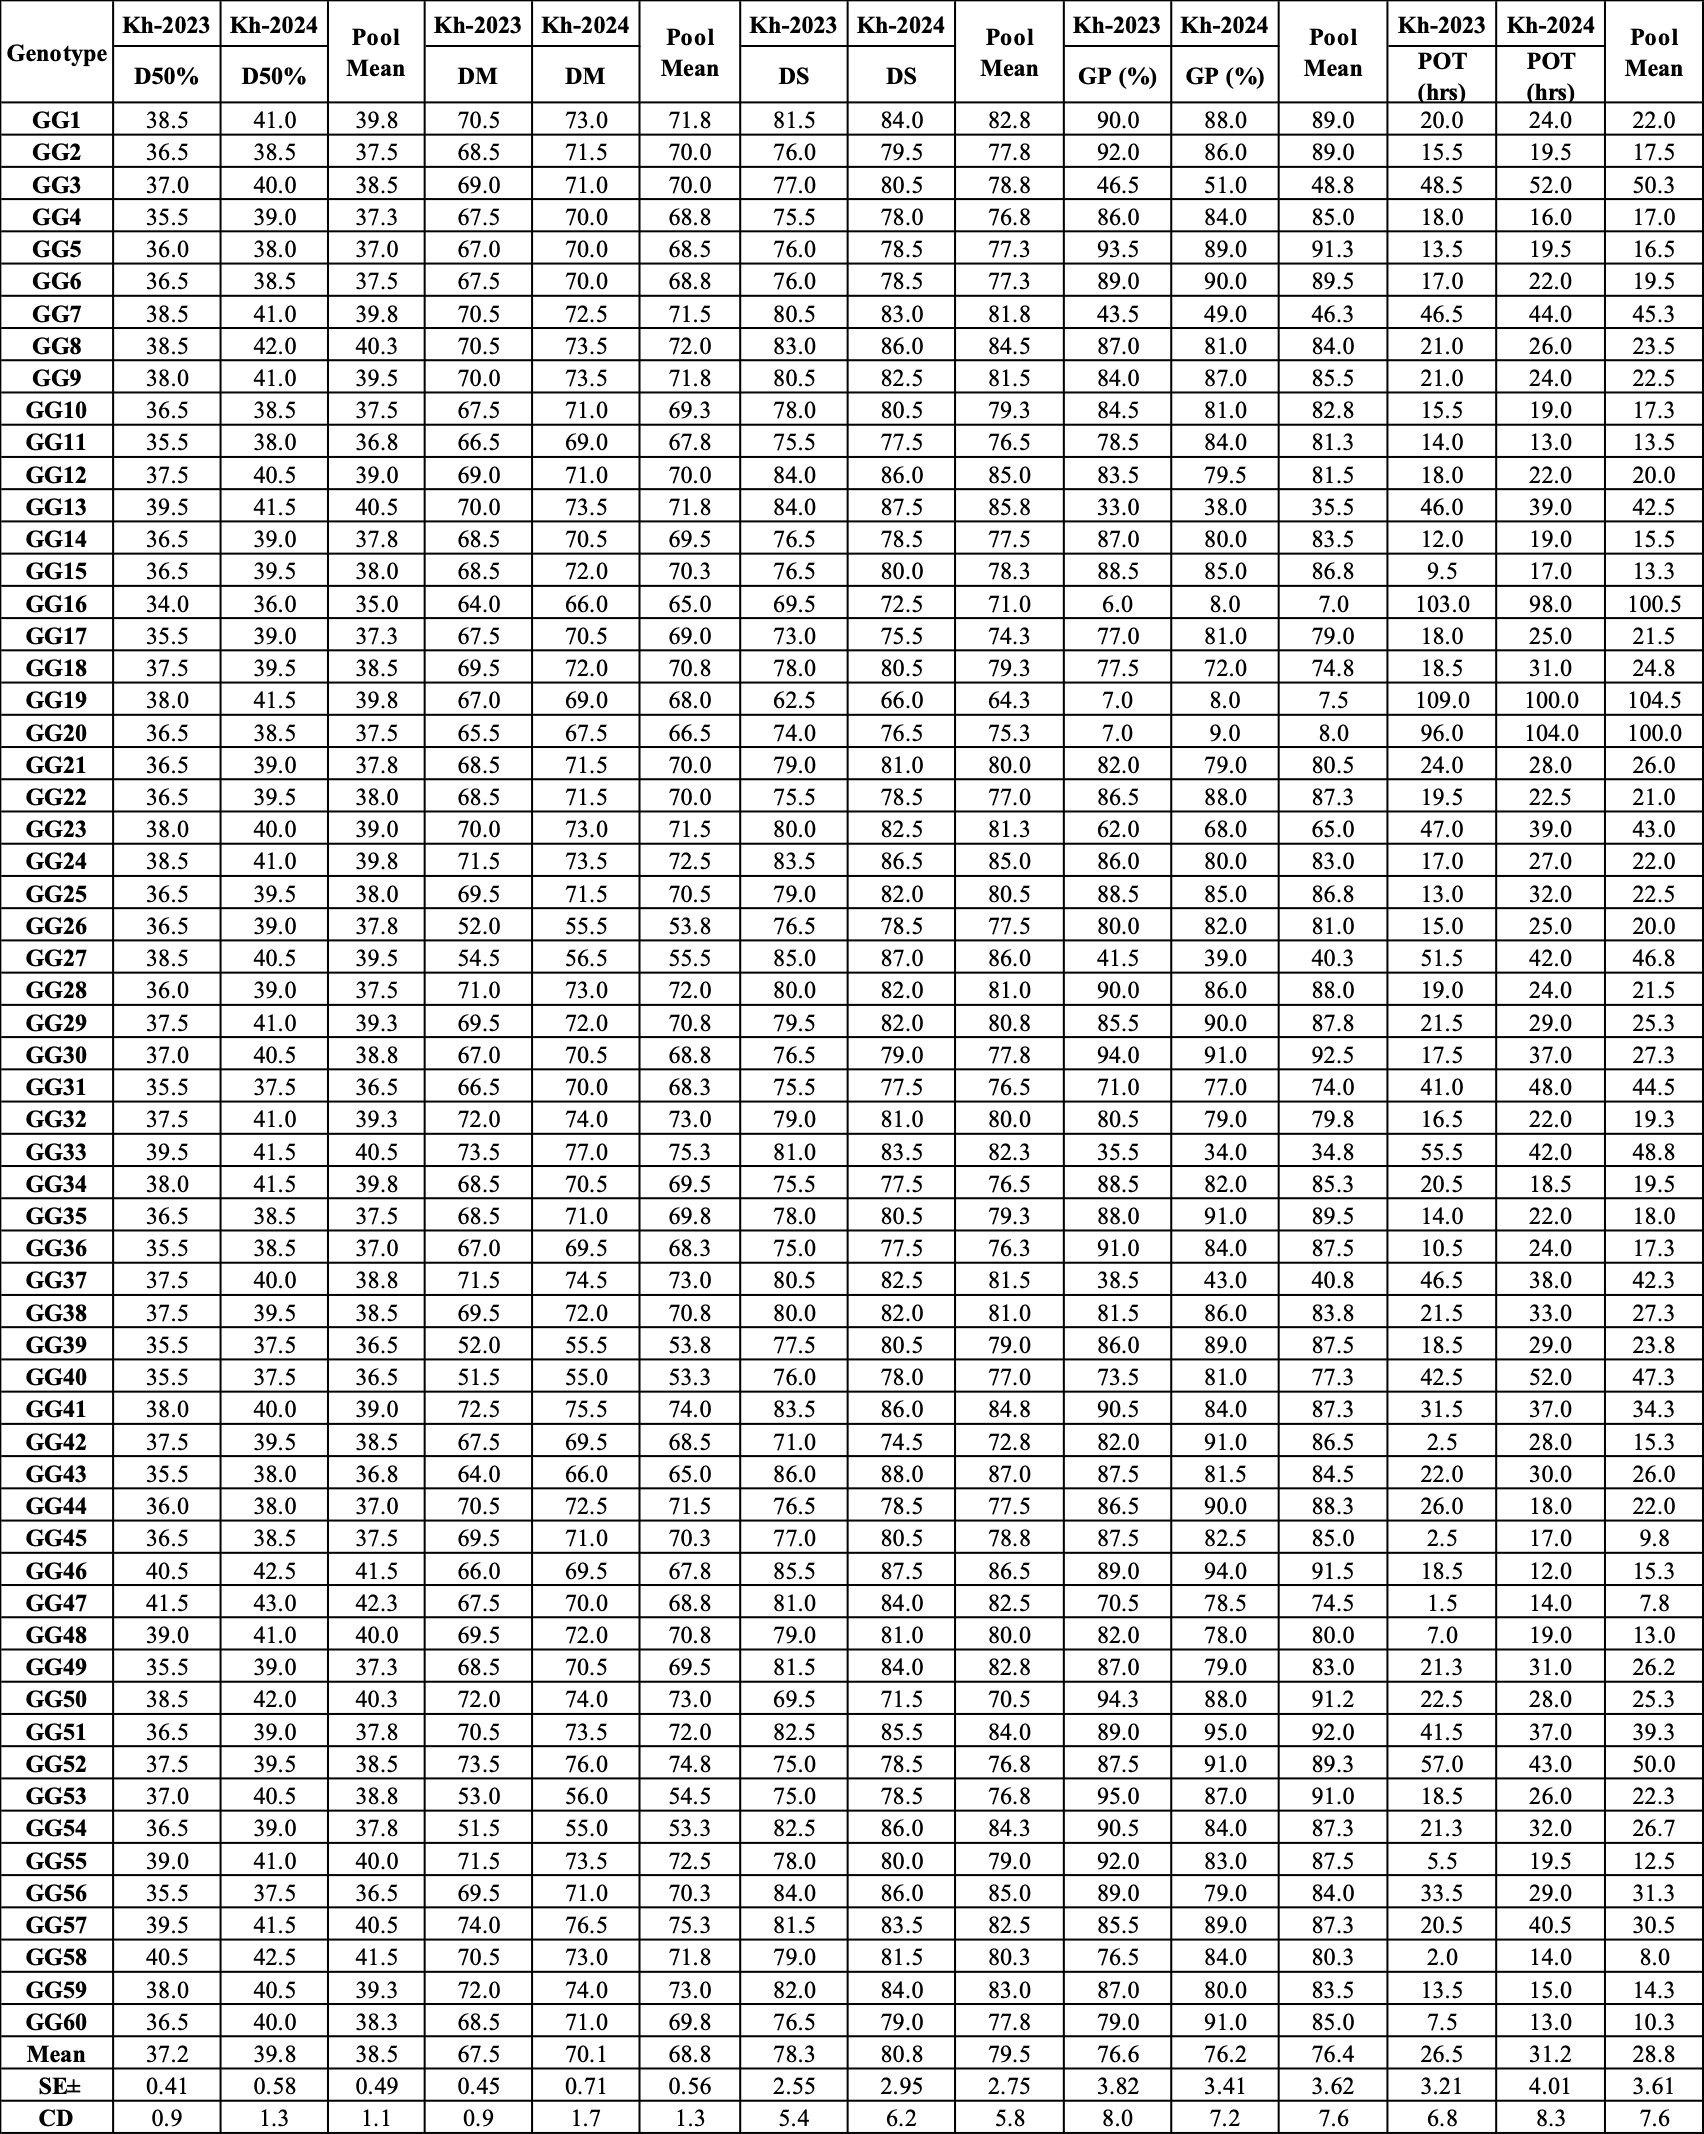 Genotype Kh-2023 Kh-2024 Pool Mean Kh-2023 Kh-2024 Pool Mean Kh-2023 Kh-2024 Pool Mean Kh-2023 Kh-2024 Pool Mean Kh-2023 Kh-2024 Pool Mean
D50% D50% DM DM DS DS GP (%) GP (%) POT (hrs) POT (hrs)
GG1 38.5 41.0 39.8 70.5 73.0 71.8 81.5 84.0 82.8 90.0 88.0 89.0 20.0 24.0 22.0
GG2 36.5 38.5 37.5 68.5 71.5 70.0 76.0 79.5 77.8 92.0 86.0 89.0 15.5 19.5 17.5
GG3 37.0 40.0 38.5 69.0 71.0 70.0 77.0 80.5 78.8 46.5 51.0 48.8 48.5 52.0 50.3
GG4 35.5 39.0 37.3 67.5 70.0 68.8 75.5 78.0 76.8 86.0 84.0 85.0 18.0 16.0 17.0
GG5 36.0 38.0 37.0 67.0 70.0 68.5 76.0 78.5 77.3 93.5 89.0 91.3 13.5 19.5 16.5
GG6 36.5 38.5 37.5 67.5 70.0 68.8 76.0 78.5 77.3 89.0 90.0 89.5 17.0 22.0 19.5
GG7 38.5 41.0 39.8 70.5 72.5 71.5 80.5 83.0 81.8 43.5 49.0 46.3 46.5 44.0 45.3
GG8 38.5 42.0 40.3 70.5 73.5 72.0 83.0 86.0 84.5 87.0 81.0 84.0 21.0 26.0 23.5
GG9 38.0 41.0 39.5 70.0 73.5 71.8 80.5 82.5 81.5 84.0 87.0 85.5 21.0 24.0 22.5
GG10 36.5 38.5 37.5 67.5 71.0 69.3 78.0 80.5 79.3 84.5 81.0 82.8 15.5 19.0 17.3
GG11 35.5 38.0 36.8 66.5 69.0 67.8 75.5 77.5 76.5 78.5 84.0 81.3 14.0 13.0 13.5
GG12 37.5 40.5 39.0 69.0 71.0 70.0 84.0 86.0 85.0 83.5 79.5 81.5 18.0 22.0 20.0
GG13 39.5 41.5 40.5 70.0 73.5 71.8 84.0 87.5 85.8 33.0 38.0 35.5 46.0 39.0 42.5
GG14 36.5 39.0 37.8 68.5 70.5 69.5 76.5 78.5 77.5 87.0 80.0 83.5 12.0 19.0 15.5
GG15 36.5 39.5 38.0 68.5 72.0 70.3 76.5 80.0 78.3 88.5 85.0 86.8 9.5 17.0 13.3
GG16 34.0 36.0 35.0 64.0 66.0 65.0 69.5 72.5 71.0 6.0 8.0 7.0 103.0 98.0 100.5
GG17 35.5 39.0 37.3 67.5 70.5 69.0 73.0 75.5 74.3 77.0 81.0 79.0 18.0 25.0 21.5
GG18 37.5 39.5 38.5 69.5 72.0 70.8 78.0 80.5 79.3 77.5 72.0 74.8 18.5 31.0 24.8
GG19 38.0 41.5 39.8 67.0 69.0 68.0 62.5 66.0 64.3 7.0 8.0 7.5 109.0 100.0 104.5
GG20 36.5 38.5 37.5 65.5 67.5 66.5 74.0 76.5 75.3 7.0 9.0 8.0 96.0 104.0 100.0
GG21 36.5 39.0 37.8 68.5 71.5 70.0 79.0 81.0 80.0 82.0 79.0 80.5 24.0 28.0 26.0
GG22 36.5 39.5 38.0 68.5 71.5 70.0 75.5 78.5 77.0 86.5 88.0 87.3 19.5 22.5 21.0
GG23 38.0 40.0 39.0 70.0 73.0 71.5 80.0 82.5 81.3 62.0 68.0 65.0 47.0 39.0 43.0
GG24 38.5 41.0 39.8 71.5 73.5 72.5 83.5 86.5 85.0 86.0 80.0 83.0 17.0 27.0 22.0
GG25 36.5 39.5 38.0 69.5 71.5 70.5 79.0 82.0 80.5 88.5 85.0 86.8 13.0 32.0 22.5
GG26 36.5 39.0 37.8 52.0 55.5 53.8 76.5 78.5 77.5 80.0 82.0 81.0 15.0 25.0 20.0
GG27 38.5 40.5 39.5 54.5 56.5 55.5 85.0 87.0 86.0 41.5 39.0 40.3 51.5 42.0 46.8
GG28 36.0 39.0 37.5 71.0 73.0 72.0 80.0 82.0 81.0 90.0 86.0 88.0 19.0 24.0 21.5
GG29 37.5 41.0 39.3 69.5 72.0 70.8 79.5 82.0 80.8 85.5 90.0 87.8 21.5 29.0 25.3
GG30 37.0 40.5 38.8 67.0 70.5 68.8 76.5 79.0 77.8 94.0 91.0 92.5 17.5 37.0 27.3
GG31 35.5 37.5 36.5 66.5 70.0 68.3 75.5 77.5 76.5 71.0 77.0 74.0 41.0 48.0 44.5
GG32 37.5 41.0 39.3 72.0 74.0 73.0 79.0 81.0 80.0 80.5 79.0 79.8 16.5 22.0 19.3
GG33 39.5 41.5 40.5 73.5 77.0 75.3 81.0 83.5 82.3 35.5 34.0 34.8 55.5 42.0 48.8
GG34 38.0 41.5 39.8 68.5 70.5 69.5 75.5 77.5 76.5 88.5 82.0 85.3 20.5 18.5 19.5
GG35 36.5 38.5 37.5 68.5 71.0 69.8 78.0 80.5 79.3 88.0 91.0 89.5 14.0 22.0 18.0
GG36 35.5 38.5 37.0 67.0 69.5 68.3 75.0 77.5 76.3 91.0 84.0 87.5 10.5 24.0 17.3
GG37 37.5 40.0 38.8 71.5 74.5 73.0 80.5 82.5 81.5 38.5 43.0 40.8 46.5 38.0 42.3
GG38 37.5 39.5 38.5 69.5 72.0 70.8 80.0 82.0 81.0 81.5 86.0 83.8 21.5 33.0 27.3
GG39 35.5 37.5 36.5 52.0 55.5 53.8 77.5 80.5 79.0 86.0 89.0 87.5 18.5 29.0 23.8
GG40 35.5 37.5 36.5 51.5 55.0 53.3 76.0 78.0 77.0 73.5 81.0 77.3 42.5 52.0 47.3
GG41 38.0 40.0 39.0 72.5 75.5 74.0 83.5 86.0 84.8 90.5 84.0 87.3 31.5 37.0 34.3
GG42 37.5 39.5 38.5 67.5 69.5 68.5 71.0 74.5 72.8 82.0 91.0 86.5 2.5 28.0 15.3
GG43 35.5 38.0 36.8 64.0 66.0 65.0 86.0 88.0 87.0 87.5 81.5 84.5 22.0 30.0 26.0
GG44 36.0 38.0 37.0 70.5 72.5 71.5 76.5 78.5 77.5 86.5 90.0 88.3 26.0 18.0 22.0
GG45 36.5 38.5 37.5 69.5 71.0 70.3 77.0 80.5 78.8 87.5 82.5 85.0 2.5 17.0 9.8
GG46 40.5 42.5 41.5 66.0 69.5 67.8 85.5 87.5 86.5 89.0 94.0 91.5 18.5 12.0 15.3
GG47 41.5 43.0 42.3 67.5 70.0 68.8 81.0 84.0 82.5 70.5 78.5 74.5 1.5 14.0 7.8
GG48 39.0 41.0 40.0 69.5 72.0 70.8 79.0 81.0 80.0 82.0 78.0 80.0 7.0 19.0 13.0
GG49 35.5 39.0 37.3 68.5 70.5 69.5 81.5 84.0 82.8 87.0 79.0 83.0 21.3 31.0 26.2
GG50 38.5 42.0 40.3 72.0 74.0 73.0 69.5 71.5 70.5 94.3 88.0 91.2 22.5 28.0 25.3
GG51 36.5 39.0 37.8 70.5 73.5 72.0 82.5 85.5 84.0 89.0 95.0 92.0 41.5 37.0 39.3
GG52 37.5 39.5 38.5 73.5 76.0 74.8 75.0 78.5 76.8 87.5 91.0 89.3 57.0 43.0 50.0
GG53 37.0 40.5 38.8 53.0 56.0 54.5 75.0 78.5 76.8 95.0 87.0 91.0 18.5 26.0 22.3
GG54 36.5 39.0 37.8 51.5 55.0 53.3 82.5 86.0 84.3 90.5 84.0 87.3 21.3 32.0 26.7
GG55 39.0 41.0 40.0 71.5 73.5 72.5 78.0 80.0 79.0 92.0 83.0 87.5 5.5 19.5 12.5
GG56 35.5 37.5 36.5 69.5 71.0 70.3 84.0 86.0 85.0 89.0 79.0 84.0 33.5 29.0 31.3
GG57 39.5 41.5 40.5 74.0 76.5 75.3 81.5 83.5 82.5 85.5 89.0 87.3 20.5 40.5 30.5
GG58 40.5 42.5 41.5 70.5 73.0 71.8 79.0 81.5 80.3 76.5 84.0 80.3 2.0 14.0 8.0
GG59 38.0 40.5 39.3 72.0 74.0 73.0 82.0 84.0 83.0 87.0 80.0 83.5 13.5 15.0 14.3
GG60 36.5 40.0 38.3 68.5 71.0 69.8 76.5 79.0 77.8 79.0 91.0 85.0 7.5 13.0 10.3
Mean 37.2 39.8 38.5 67.5 70.1 68.8 78.3 80.8 79.5 76.6 76.2 76.4 26.5 31.2 28.8
SE± 0.41 0.58 0.49 0.45 0.71 0.56 2.55 2.95 2.75 3.82 3.41 3.62 3.21 4.01 3.61
CD 0.9 1.3 1.1 0.9 1.7 1.3 5.4 6.2 5.8 8.0 7.2 7.6 6.8 8.3 7.6